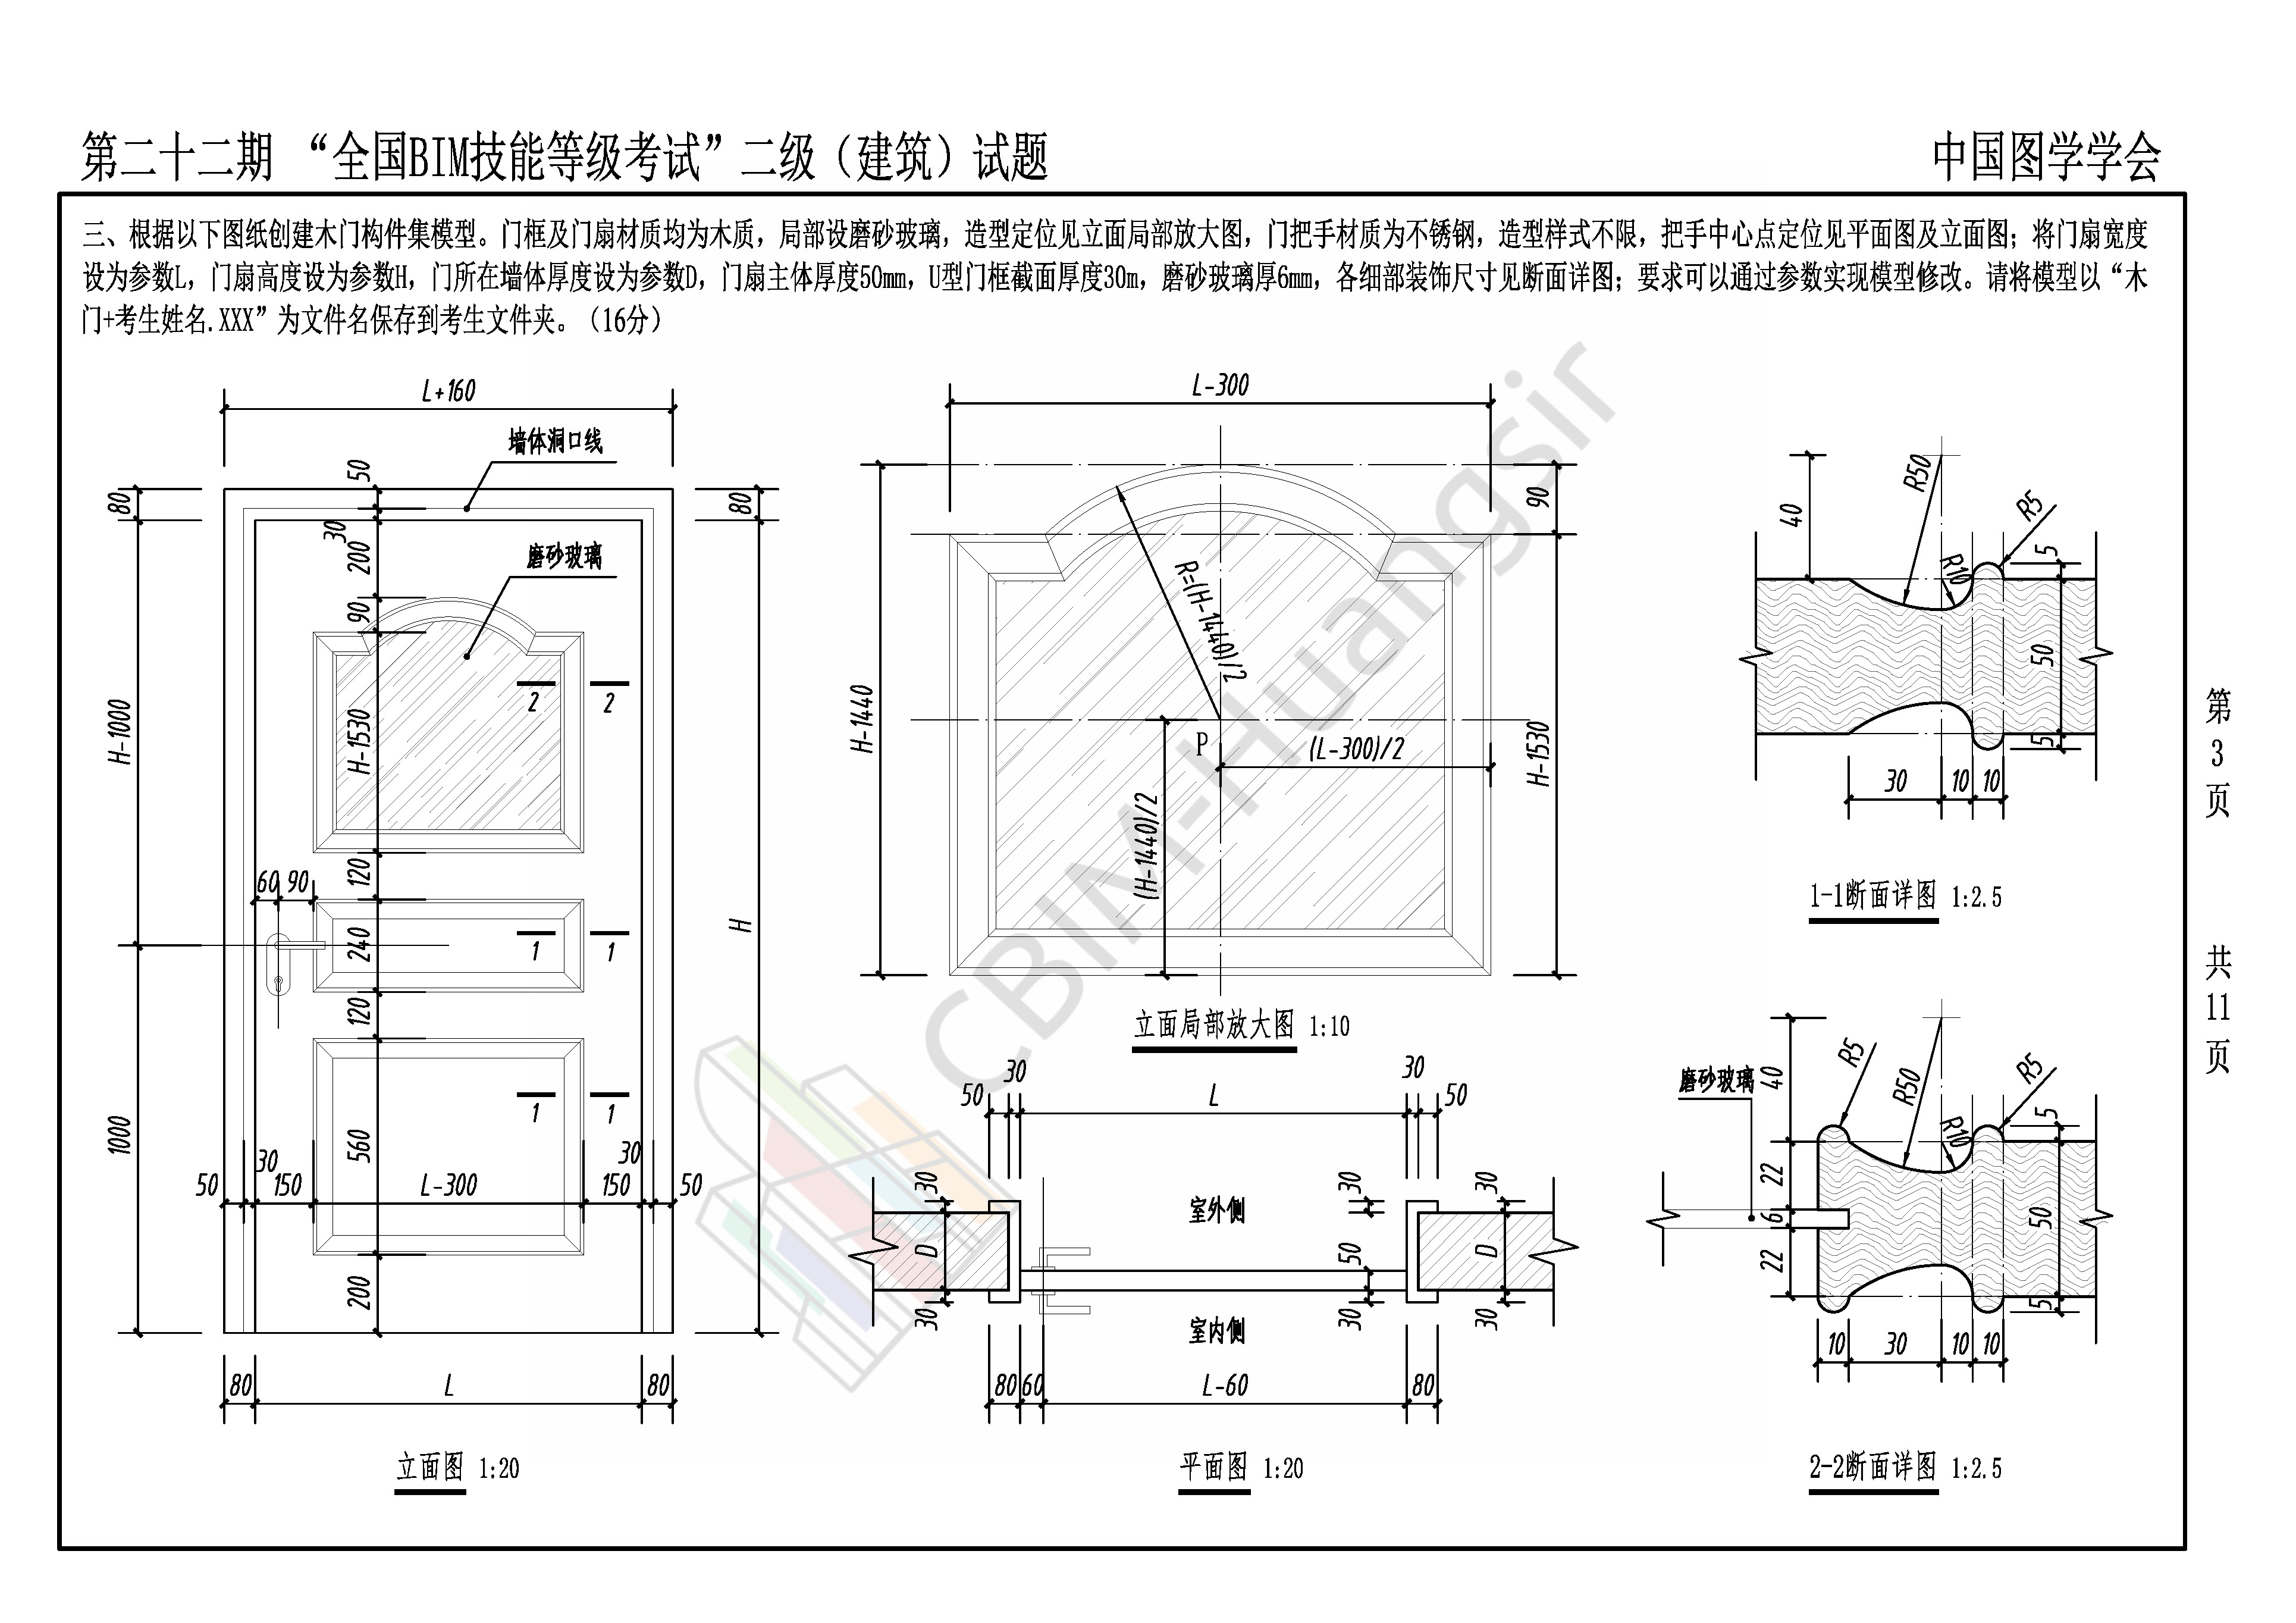 第二十二期 “全国BIM技能等级考试”二级（建筑）试题
中国图学学会
三、根据以下图纸创建木门构件集模型。门框及门扇材质均为木质，局部设磨砂玻璃，造型定位见立面局部放大图，门把手材质为不锈钢，造型样式不限，把手中心点定位见平面图及立面图；将门扇宽度
设为参数L，门扇高度设为参数H，门所在墙体厚度设为参数D，门扇主体厚度50mm，U型门框截面厚度30m，磨砂玻璃厚6mm，各细部装饰尺寸见断面详图；要求可以通过参数实现模型修改。请将模型以“木
门+考生姓名.XXX”为文件名保存到考生文件夹。（16分）
L+160
墙体洞口线
50
80
80
30
200
磨砂玻璃
90
2
2
H-1000
H-1530
120
60
90
H
240
1
1
120
1000
1
1
560
30
30
50
150
L-300
150
50
200
80
L
80
立面图 1:20
L-300
90
R=(H-1440)/2
H-1440
P
(L-300)/2
H-1530
(H-1440)/2
立面局部放大图 1:10
30
30
50
L
50
30
30
30
室外侧
D
50
D
30
30
30
室内侧
80
60
L-60
80
平面图 1:20
40
R50
R5
R10
5
50
5
30
10
10
1-1断面详图 1:2.5
磨砂玻璃
40
R5
R50
R5
R10
5
22
6
50
22
5
10
30
10
10
2-2断面详图 1:2.5
第
3
页
共
11
页
CBIM-Huangsir